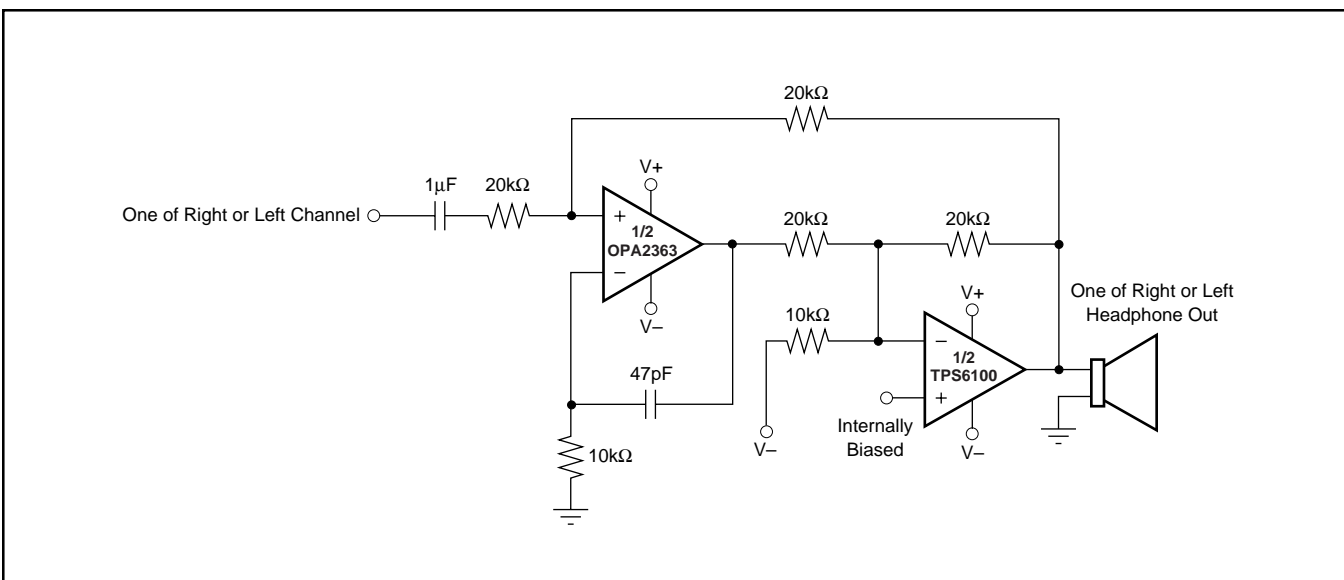 20kΩ
V+
1μF
20kΩ
One of Right or Left Channel
+
1/2
OPA2363
−
V−
20kΩ
20kΩ
10kΩ
V−
47pF
10kΩ
V+
−
1/2
TPS6100
+
Internally
Biased
V−
One of Right or Left
Headphone Out